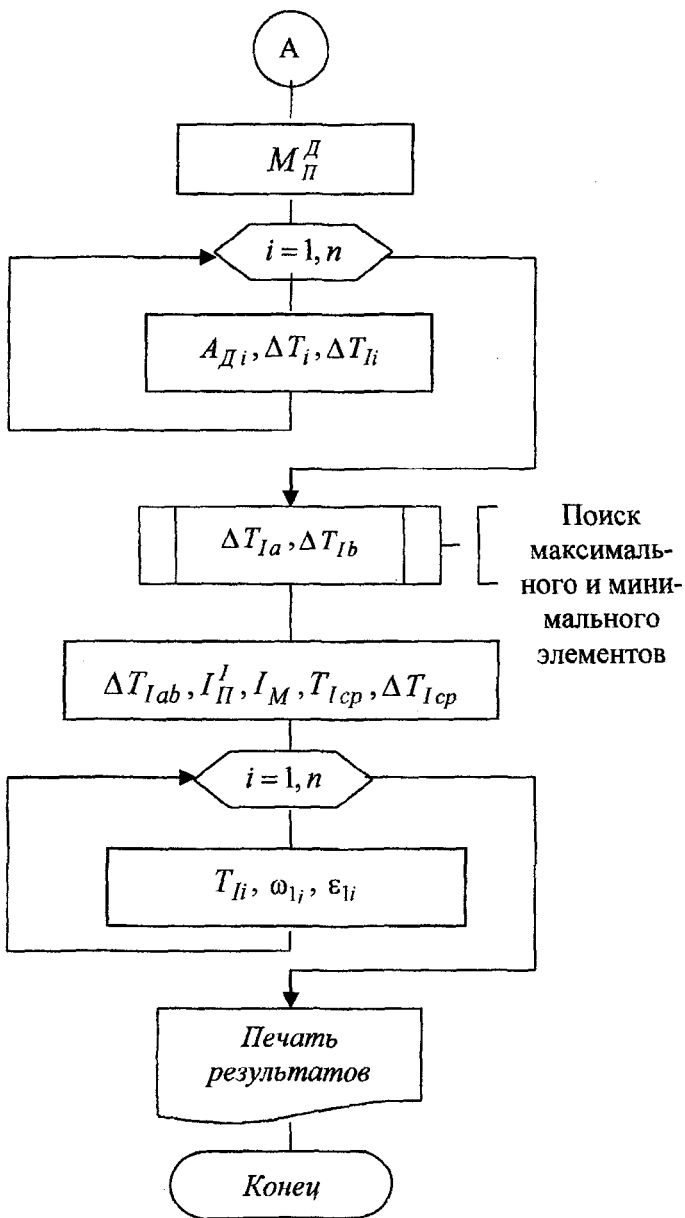 А
M_П^Д
i = 1, n
A_Дi, ΔT_i, ΔT_Ii
ΔT_Ia, ΔT_Ib
Поиск
максималь-
ного и мини-
мального
элементов
ΔT_Iab, I_П^I, I_М, T_Iср, ΔT_Iср
i = 1, n
T_Ii, ω_1i, ε_1i
Печать
результатов
Конец